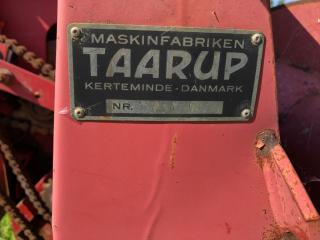 MASKINFABRIKEN
TAARUP
KERTEMINDE-DANMARK
NR.